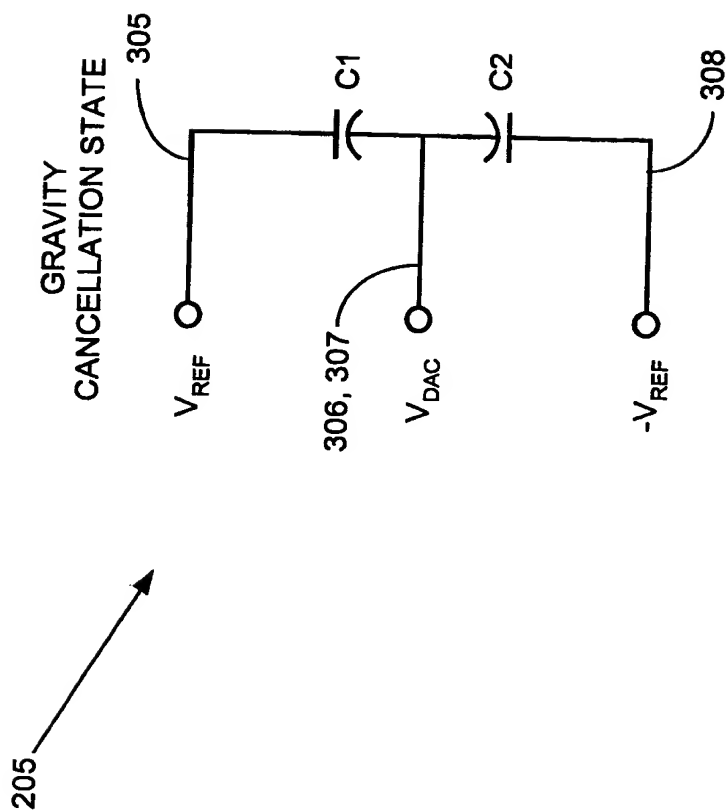 GRAVITY
CANCELLATION STATE
305
V_REF
C1
306, 307
V_DAC
C2
-V_REF
308
205